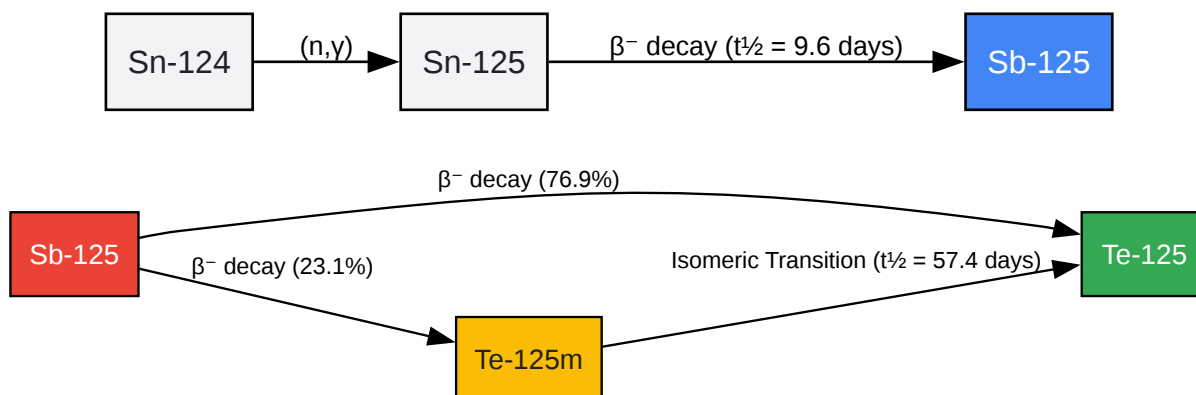 Sn-124
(n,γ)
Sn-125
β⁻ decay (t½ = 9.6 days)
Sb-125
β⁻ decay (76.9%)
Sb-125
β⁻ decay (23.1%)
Isomeric Transition (t½ = 57.4 days)
Te-125
Te-125m